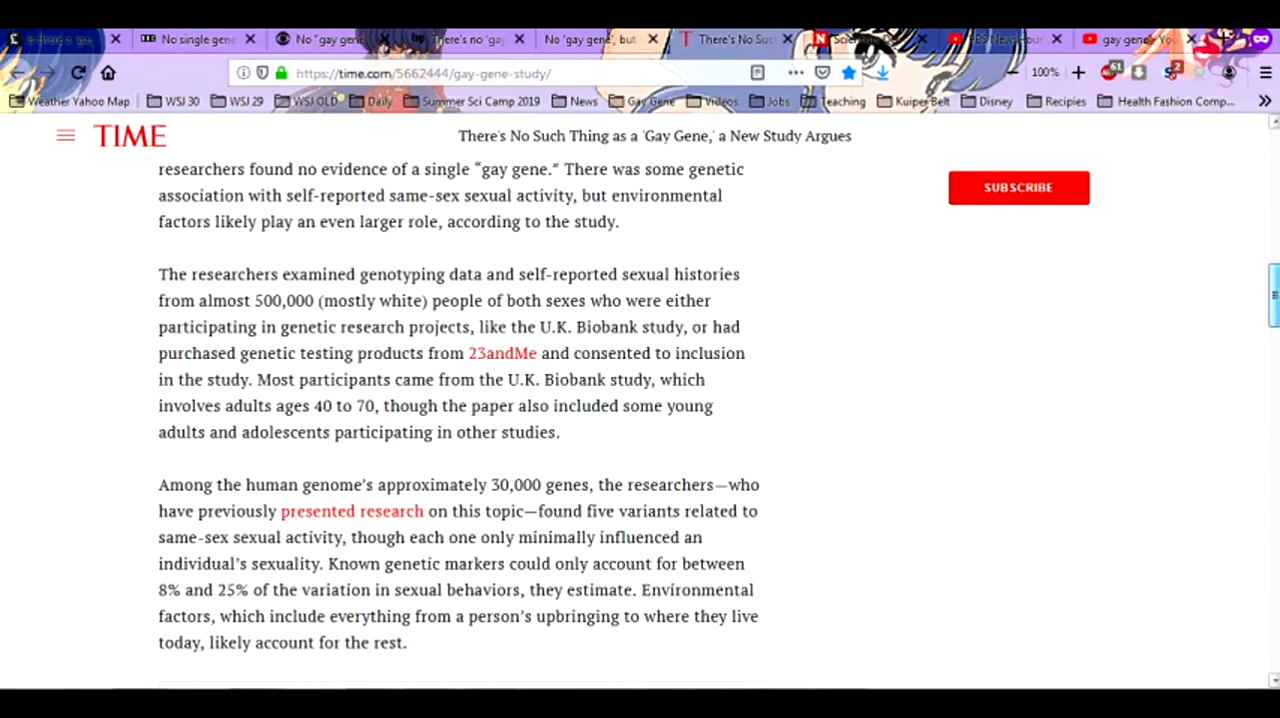 No single gen
No "gay gen
There's no 'ga
No 'gay gene', but
There's No Suc
gay gene
https://time.com/5662444/gay-gene-study/
100%
61
2
Weather Yahoo Map
WSJ 30
WSJ 29
WSJ OLD
Daily
Summer Sci Camp 2019
News
Gay Gene
Videos
Jobs
Teaching
Kuiper Belt
Disney
Recipies
Health Fashion Comp...
TIME
There's No Such Thing as a 'Gay Gene,' a New Study Argues
researchers found no evidence of a single “gay gene.” There was some genetic
association with self-reported same-sex sexual activity, but environmental
factors likely play an even larger role, according to the study.
SUBSCRIBE
The researchers examined genotyping data and self-reported sexual histories
from almost 500,000 (mostly white) people of both sexes who were either
participating in genetic research projects, like the U.K. Biobank study, or had
purchased genetic testing products from 23andMe and consented to inclusion
in the study. Most participants came from the U.K. Biobank study, which
involves adults ages 40 to 70, though the paper also included some young
adults and adolescents participating in other studies.
Among the human genome’s approximately 30,000 genes, the researchers—who
have previously presented research on this topic—found five variants related to
same-sex sexual activity, though each one only minimally influenced an
individual’s sexuality. Known genetic markers could only account for between
8% and 25% of the variation in sexual behaviors, they estimate. Environmental
factors, which include everything from a person’s upbringing to where they live
today, likely account for the rest.